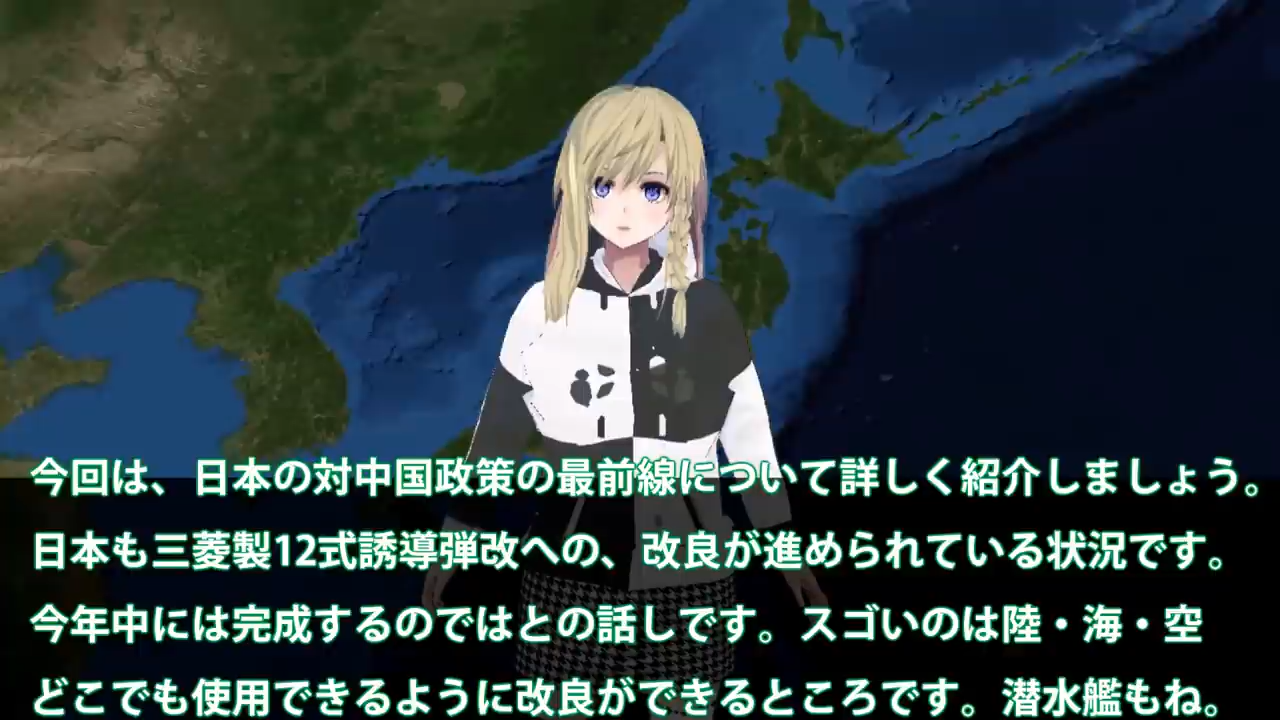 今回は、日本の対中国政策の最前線について詳しく紹介しましょう。
日本も三菱製12式誘導弾改への、改良が進められている状況です。
今年中には完成するのではとの話しです。スゴいのは陸・海・空
どこでも使用できるように改良ができるところです。潜水艦もね。